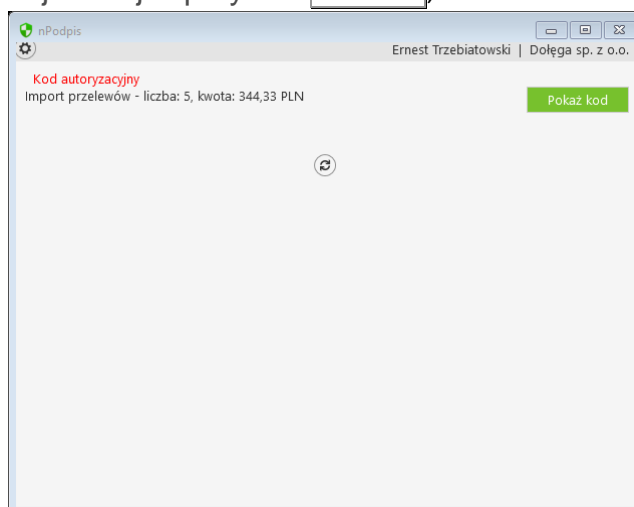 nPodpis
Ernest Trzebiatowski | Dołęga sp. z o.o.
Kod autoryzacyjny
Import przelewów - liczba: 5, kwota: 344,33 PLN
Pokaż kod